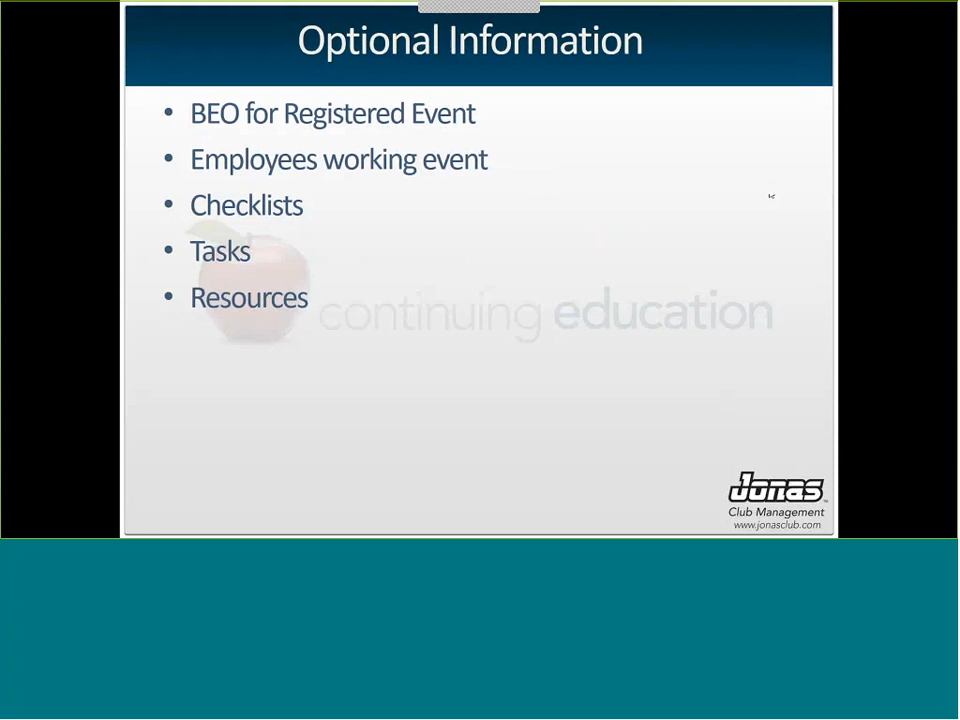 Optional Information
• BEO for Registered Event
• Employees working event
• Checklists
• Tasks
• Resources
continuing education
Jonas
Club Management
www.jonasclub.com